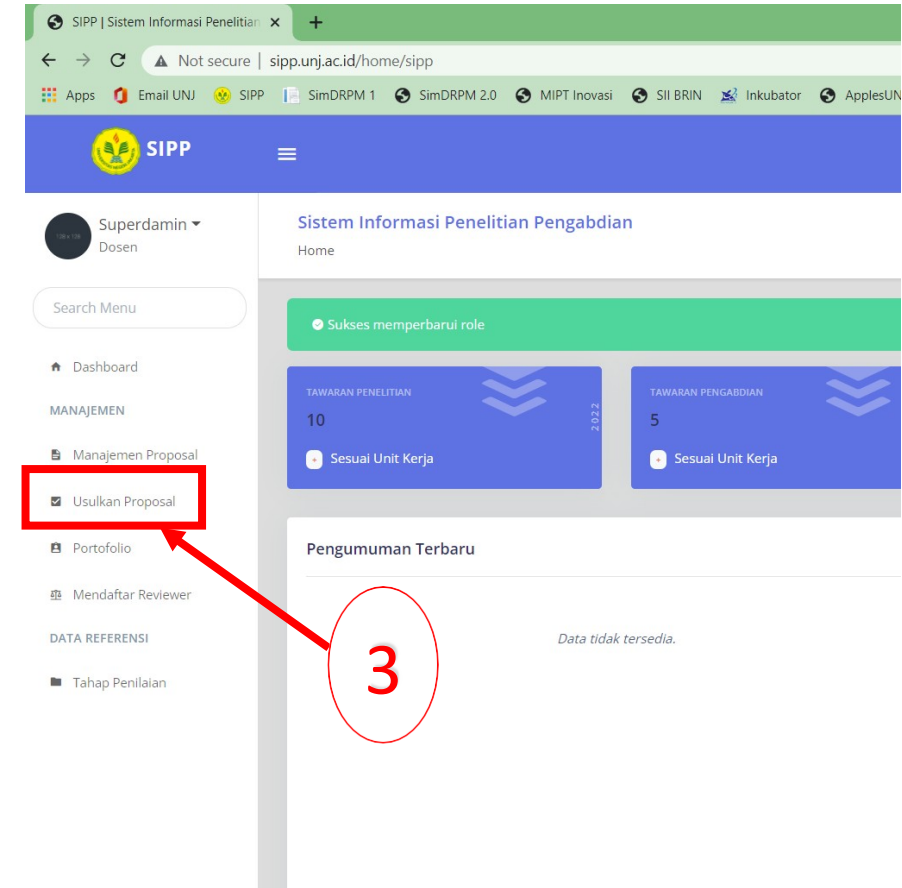 SIPP | Sistem Informasi Penelitian
Not secure | sipp.unj.ac.id/home/sipp
Apps Email UNJ SIPP SimDRPM 1 SimDRPM 2.0 MIPT Inovasi SII BRIN Inkubator ApplesUN
SIPP
Superdamin
Dosen
Search Menu
Dashboard
MANAJEMEN
Manajemen Proposal
Usulkan Proposal
Portofolio
Mendaftar Reviewer
DATA REFERENSI
Tahap Penilaian
Sistem Informasi Penelitian Pengabdian
Home
Sukses memperbarui role
TAWARAN PENELITIAN
10
2022
Sesuai Unit Kerja
TAWARAN PENGABDIAN
5
Sesuai Unit Kerja
Pengumuman Terbaru
Data tidak tersedia.
3